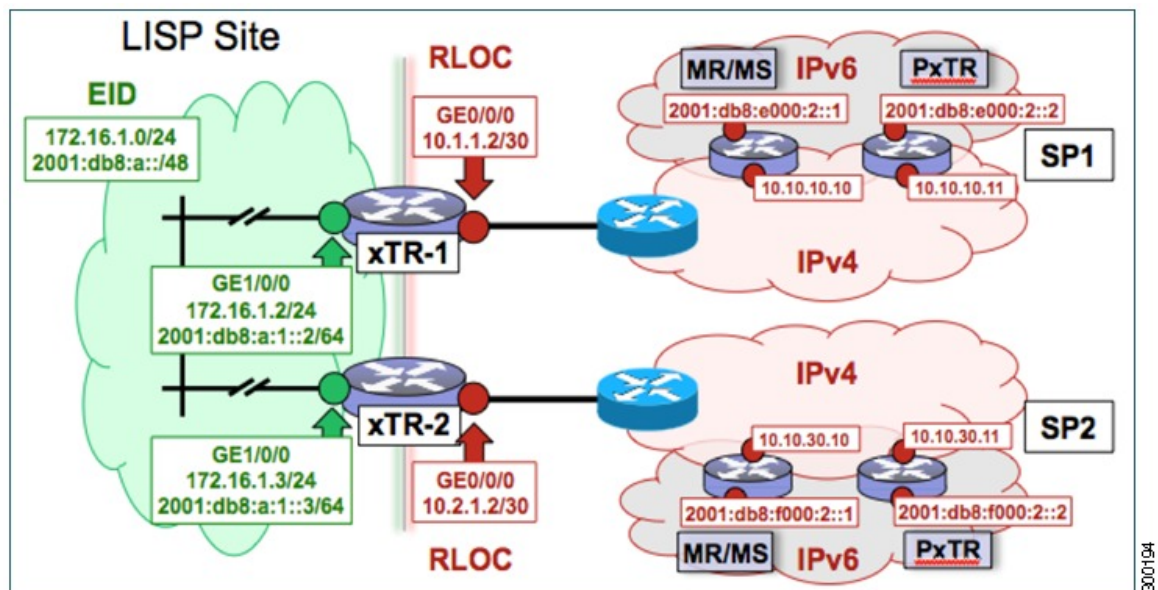 LISP Site
EID
172.16.1.0/24
2001:db8:a::/48
RLOC
GE0/0/0
10.1.1.2/30
xTR-1
GE1/0/0
172.16.1.2/24
2001:db8:a:1::2/64
xTR-2
GE1/0/0
172.16.1.3/24
2001:db8:a:1::3/64
GE0/0/0
10.2.1.2/30
RLOC
MR/MS
IPv6
PxTR
2001:db8:e000:2::1
2001:db8:e000:2::2
SP1
10.10.10.10
10.10.10.11
IPv4
IPv4
SP2
10.10.30.10
10.10.30.11
2001:db8:f000:2::1
2001:db8:f000:2::2
MR/MS
IPv6
PxTR
300194